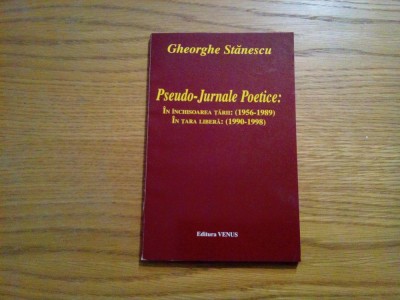 Gheorghe Stănescu
Pseudo-Jurnale Poetice:
ÎN ÎNCHISOAREA ȚĂRII: (1956-1989)
ÎN ȚARA LIBERĂ: (1990-1998)
Editura VENUS